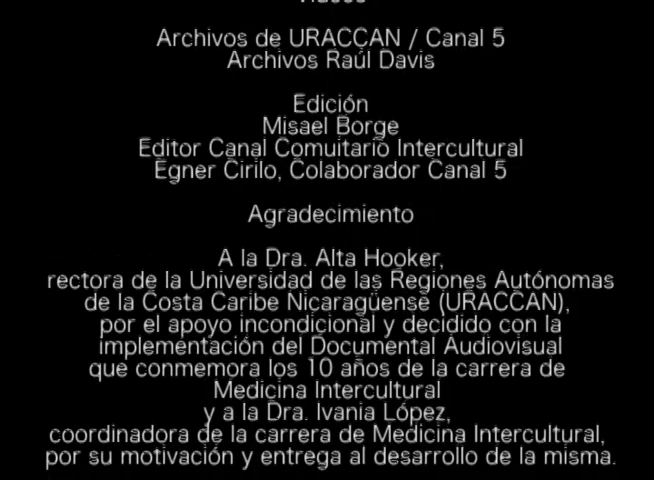 Archivos de URACCAN / Canal 5
Archivos Raúl Davis
Edición
Misael Borge
Editor Canal Comuitario Intercultural
Egner Cirilo, Colaborador Canal 5
Agradecimiento
A la Dra. Alta Hooker,
rectora de la Universidad de las Regiones Autónomas
de la Costa Caribe Nicaragüense (URACCAN),
por el apoyo incondicional y decidido con la
implementación del Documental Audiovisual
que conmemora los 10 años de la carrera de
Medicina Intercultural
y a la Dra. Ivania López,
coordinadora de la carrera de Medicina Intercultural,
por su motivación y entrega al desarrollo de la misma.